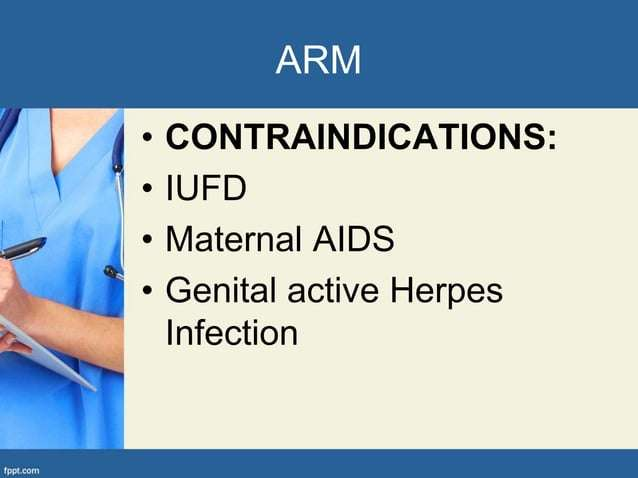 ARM
• CONTRAINDICATIONS:
• IUFD
• Maternal AIDS
• Genital active Herpes
Infection
fppt.com